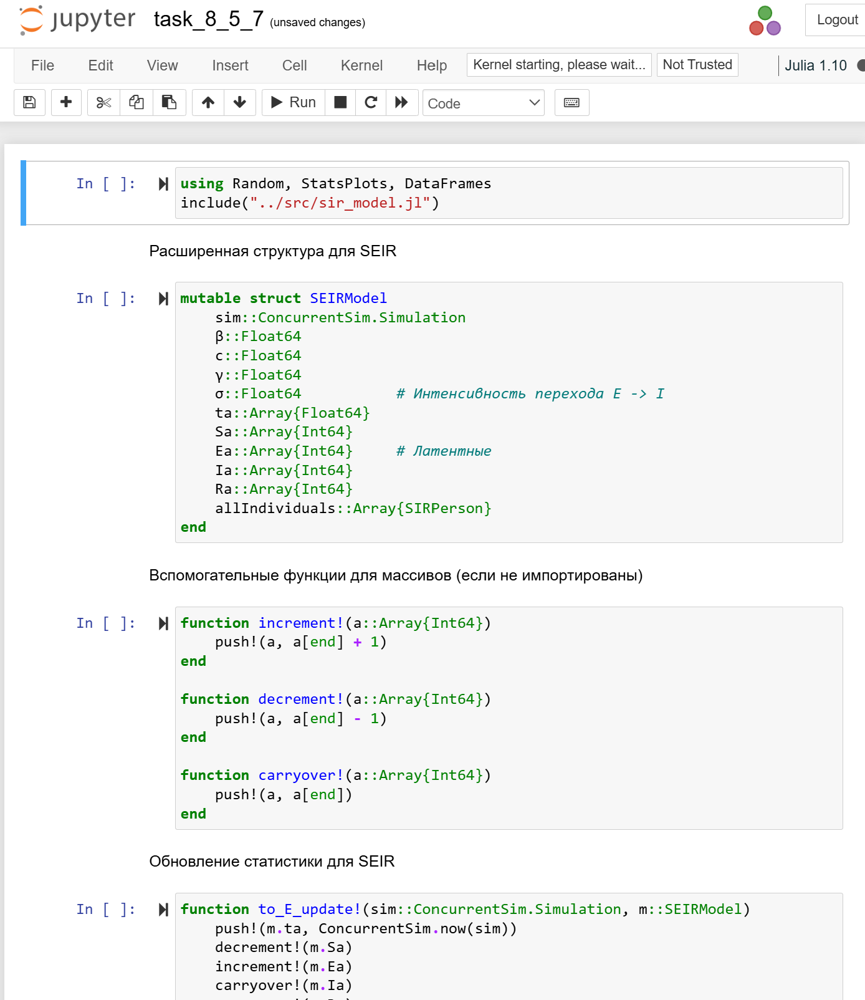 jupyter task_8_5_7 (unsaved changes)
Logout
File Edit View Insert Cell Kernel Help Kernel starting, please wait... Not Trusted Julia 1.10
Run Code
In [ ]: using Random, StatsPlots, DataFrames
include("../src/sir_model.jl")
Расширенная структура для SEIR
In [ ]: mutable struct SEIRModel
    sim::ConcurrentSim.Simulation
    β::Float64
    c::Float64
    γ::Float64
    σ::Float64           # Интенсивность перехода E -> I
    ta::Array{Float64}
    Sa::Array{Int64}
    Ea::Array{Int64}     # Латентные
    Ia::Array{Int64}
    Ra::Array{Int64}
    allIndividuals::Array{SIRPerson}
end
Вспомогательные функции для массивов (если не импортированы)
In [ ]: function increment!(a::Array{Int64})
    push!(a, a[end] + 1)
end
function decrement!(a::Array{Int64})
    push!(a, a[end] - 1)
end
function carryover!(a::Array{Int64})
    push!(a, a[end])
end
Обновление статистики для SEIR
In [ ]: function to_E_update!(sim::ConcurrentSim.Simulation, m::SEIRModel)
    push!(m.ta, ConcurrentSim.now(sim))
    decrement!(m.Sa)
    increment!(m.Ea)
    carryover!(m.Ia)